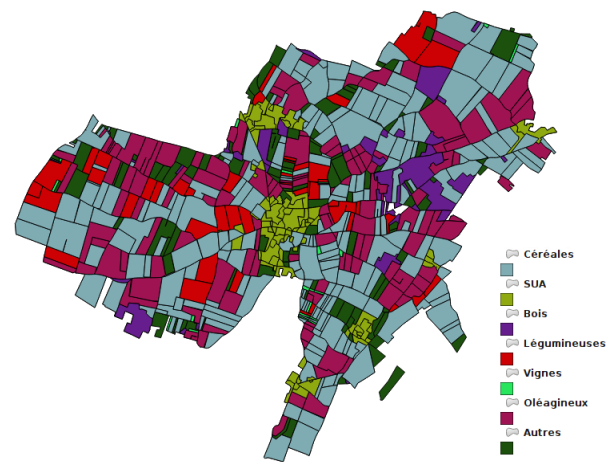 Céréales
SUA
Bois
Légumineuses
Vignes
Oléagineux
Autres